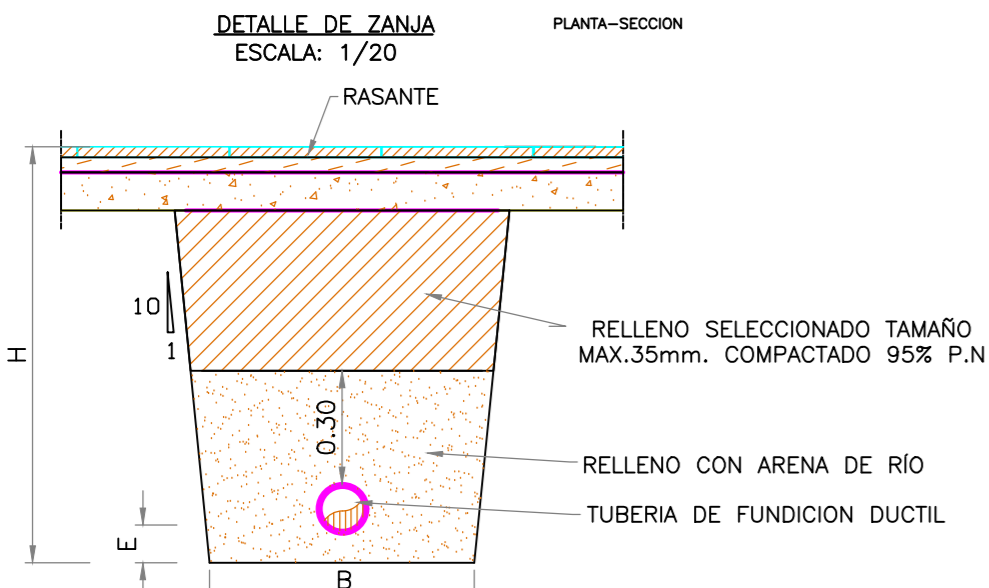 DETALLE DE ZANJA
ESCALA: 1/20
PLANTA-SECCION
RASANTE
10
1
H
RELLENO SELECCIONADO TAMAÑO
MAX.35mm. COMPACTADO 95% P.N
0.30
RELLENO CON ARENA DE RÍO
TUBERIA DE FUNDICION DUCTIL
E
B